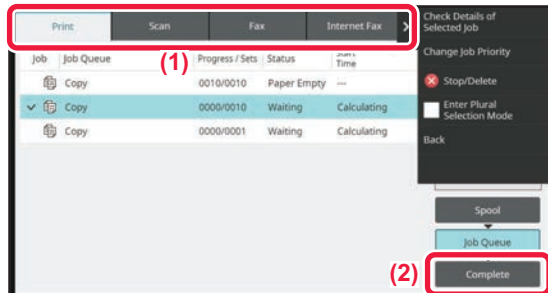 Print Scan Fax Internet Fax
(1)
Job Job Queue Progress / Sets Status Start Time
Copy 0010/0010 Paper Empty ---
Copy 0000/0010 Waiting Calculating
Copy 0000/0001 Waiting Calculating
Check Details of
Selected Job
Change Job Priority
Stop/Delete
Enter Plural
Selection Mode
Back
Spool
Job Queue
(2)
Complete